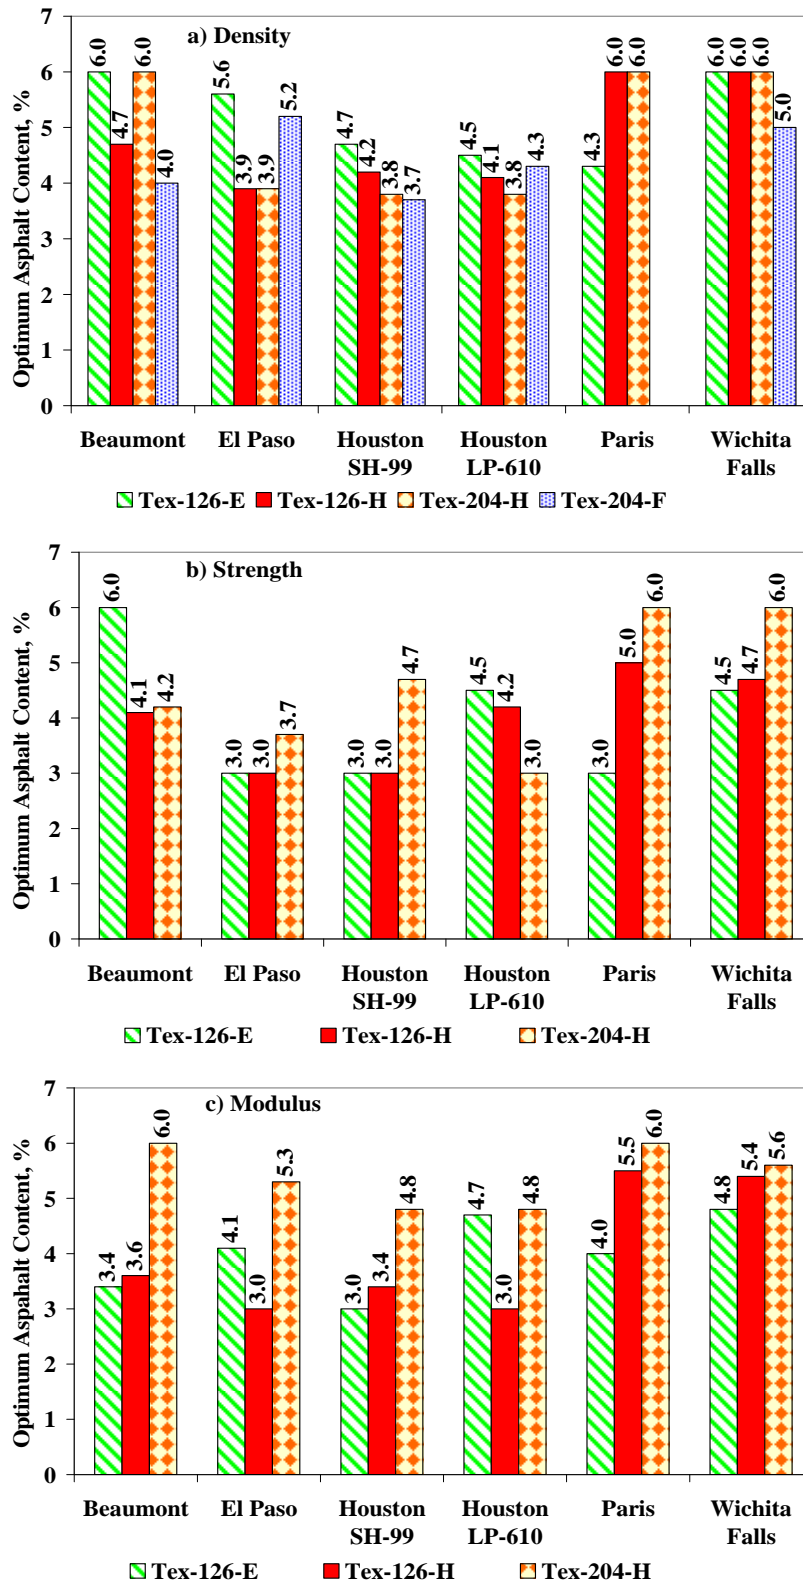 a) Density
Optimum Asphalt Content, %
7
6
5
4
3
2
1
0
6.0 4.7 6.0 4.0
5.6 3.9 3.9 5.2
4.7 4.2 3.8 3.7
4.5 4.1 3.8 4.3
4.3 6.0 6.0
6.0 6.0 6.0 5.0
Beaumont El Paso Houston Houston Paris Wichita
SH-99 LP-610 Falls
Tex-126-E Tex-126-H Tex-204-H Tex-204-F
b) Strength
Optimum Asphalt Content, %
7
6
5
4
3
2
1
0
6.0 4.1 4.2
3.0 3.0 3.7
3.0 3.0 4.7
4.5 4.2 3.0
3.0 5.0 6.0
4.5 4.7 6.0
Beaumont El Paso Houston Houston Paris Wichita
SH-99 LP-610 Falls
Tex-126-E Tex-126-H Tex-204-H
c) Modulus
Optimum Aspahalt Content, %
7
6
5
4
3
2
1
0
3.4 3.6 6.0
4.1 3.0 5.3
3.0 3.4 4.8
4.7 3.0 4.8
4.0 5.5 6.0
4.8 5.4 5.6
Beaumont El Paso Houston Houston Paris Wichita
SH-99 LP-610 Falls
Tex-126-E Tex-126-H Tex-204-H